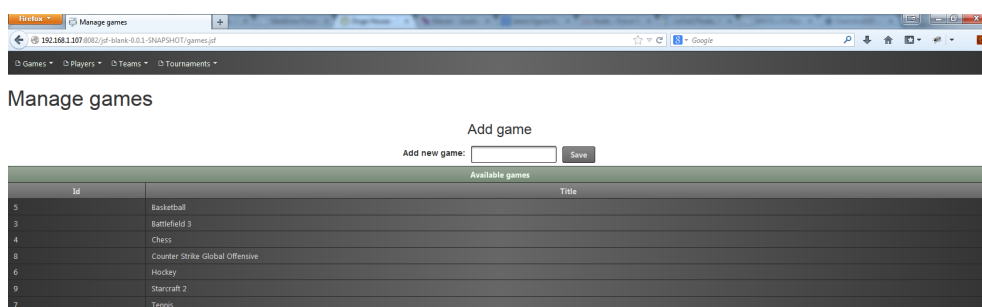 Firefox
Manage games
192.168.1.107:8082/jsf-blank-0.0.1-SNAPSHOT/games.jsf
Google
Games Players Teams Tournaments
Manage games
Add game
Add new game: Save
Available games
Id Title
5 Basketball
3 Battlefield 3
4 Chess
8 Counter Strike Global Offensive
6 Hockey
9 Starcraft 2
7 Tennis